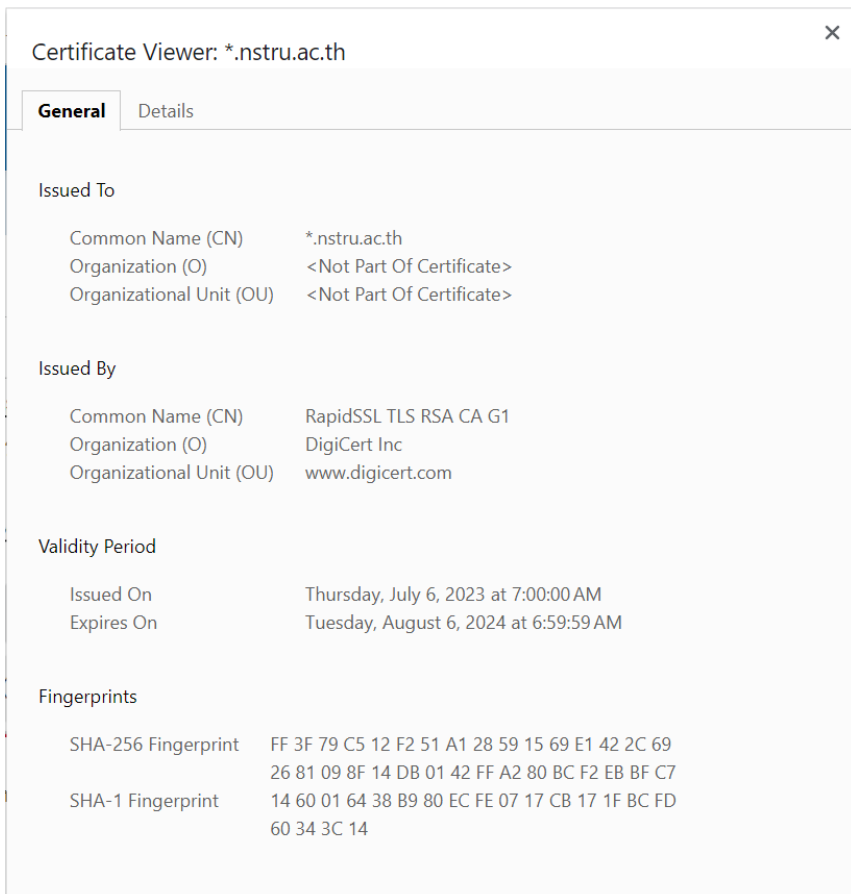 Certificate Viewer: *.nstru.ac.th
General Details
Issued To
Common Name (CN) *.nstru.ac.th
Organization (O) <Not Part Of Certificate>
Organizational Unit (OU) <Not Part Of Certificate>
Issued By
Common Name (CN) RapidSSL TLS RSA CA G1
Organization (O) DigiCert Inc
Organizational Unit (OU) www.digicert.com
Validity Period
Issued On Thursday, July 6, 2023 at 7:00:00 AM
Expires On Tuesday, August 6, 2024 at 6:59:59 AM
Fingerprints
SHA-256 Fingerprint FF 3F 79 C5 12 F2 51 A1 28 59 15 69 E1 42 2C 69
26 81 09 8F 14 DB 01 42 FF A2 80 BC F2 EB BF C7
SHA-1 Fingerprint 14 60 01 64 38 B9 80 EC FE 07 17 CB 17 1F BC FD
60 34 3C 14